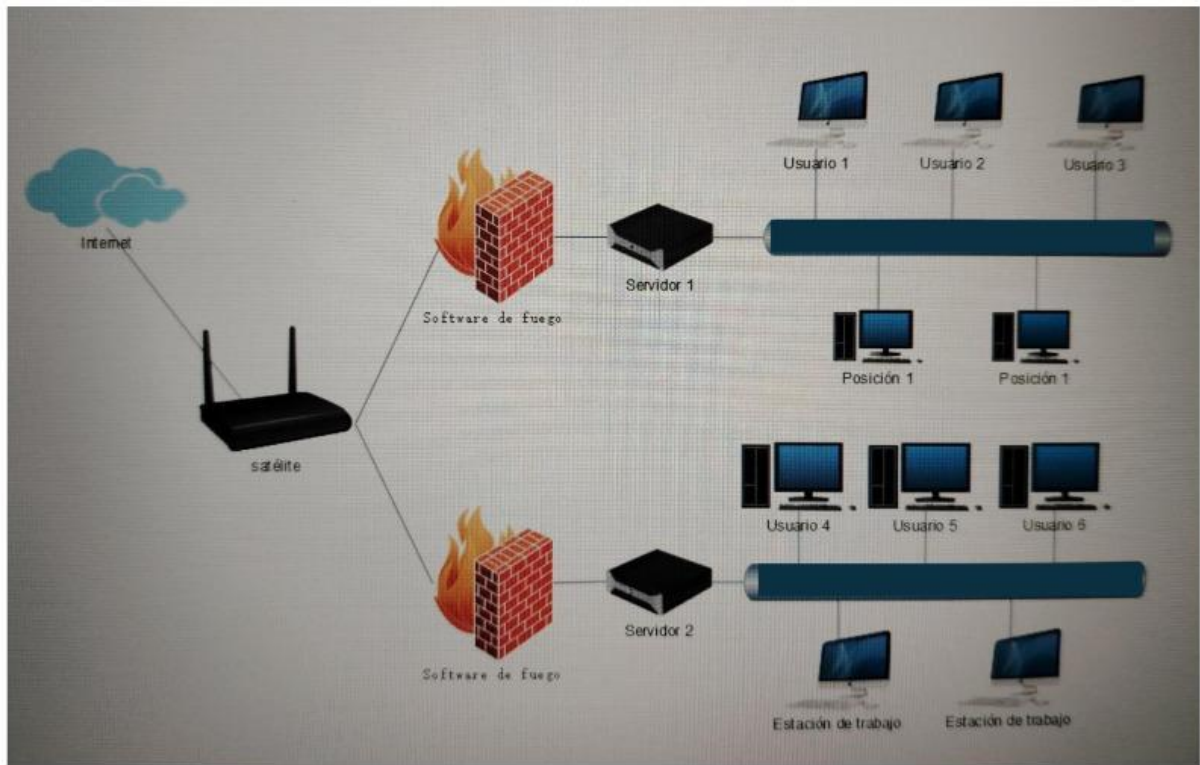 Usuario 1
Usuario 2
Usuario 3
Internet
Servidor 1
Software de fuego
Posición 1
Posición 1
satélite
Usuario 4
Usuario 5
Usuario 6
Servidor 2
Software de fuego
Estación de trabajo
Estación de trabajo